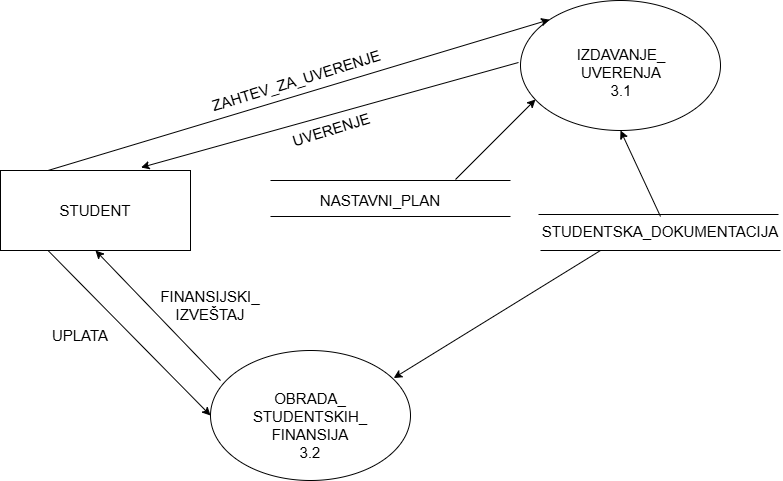 IZDAVANJE_
UVERENJA
3.1
ZAHTEV_ZA_UVERENJE
UVERENJE
STUDENT
NASTAVNI_PLAN
STUDENTSKA_DOKUMENTACIJA
FINANSIJSKI_
IZVEŠTAJ
UPLATA
OBRADA_
STUDENTSKIH_
FINANSIJA
3.2